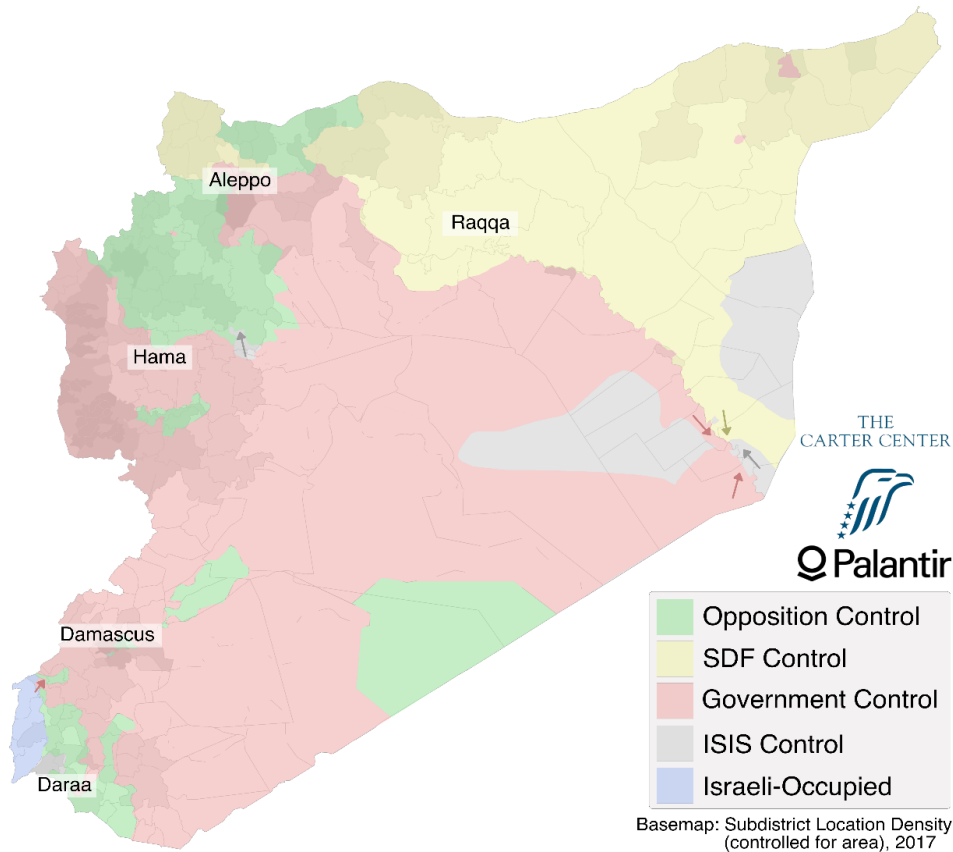 Aleppo
Raqqa
Hama
THE
CARTER CENTER
Palantir
Opposition Control
Damascus
SDF Control
Government Control
ISIS Control
Daraa
Israeli-Occupied
Basemap: Subdistrict Location Density
(controlled for area), 2017